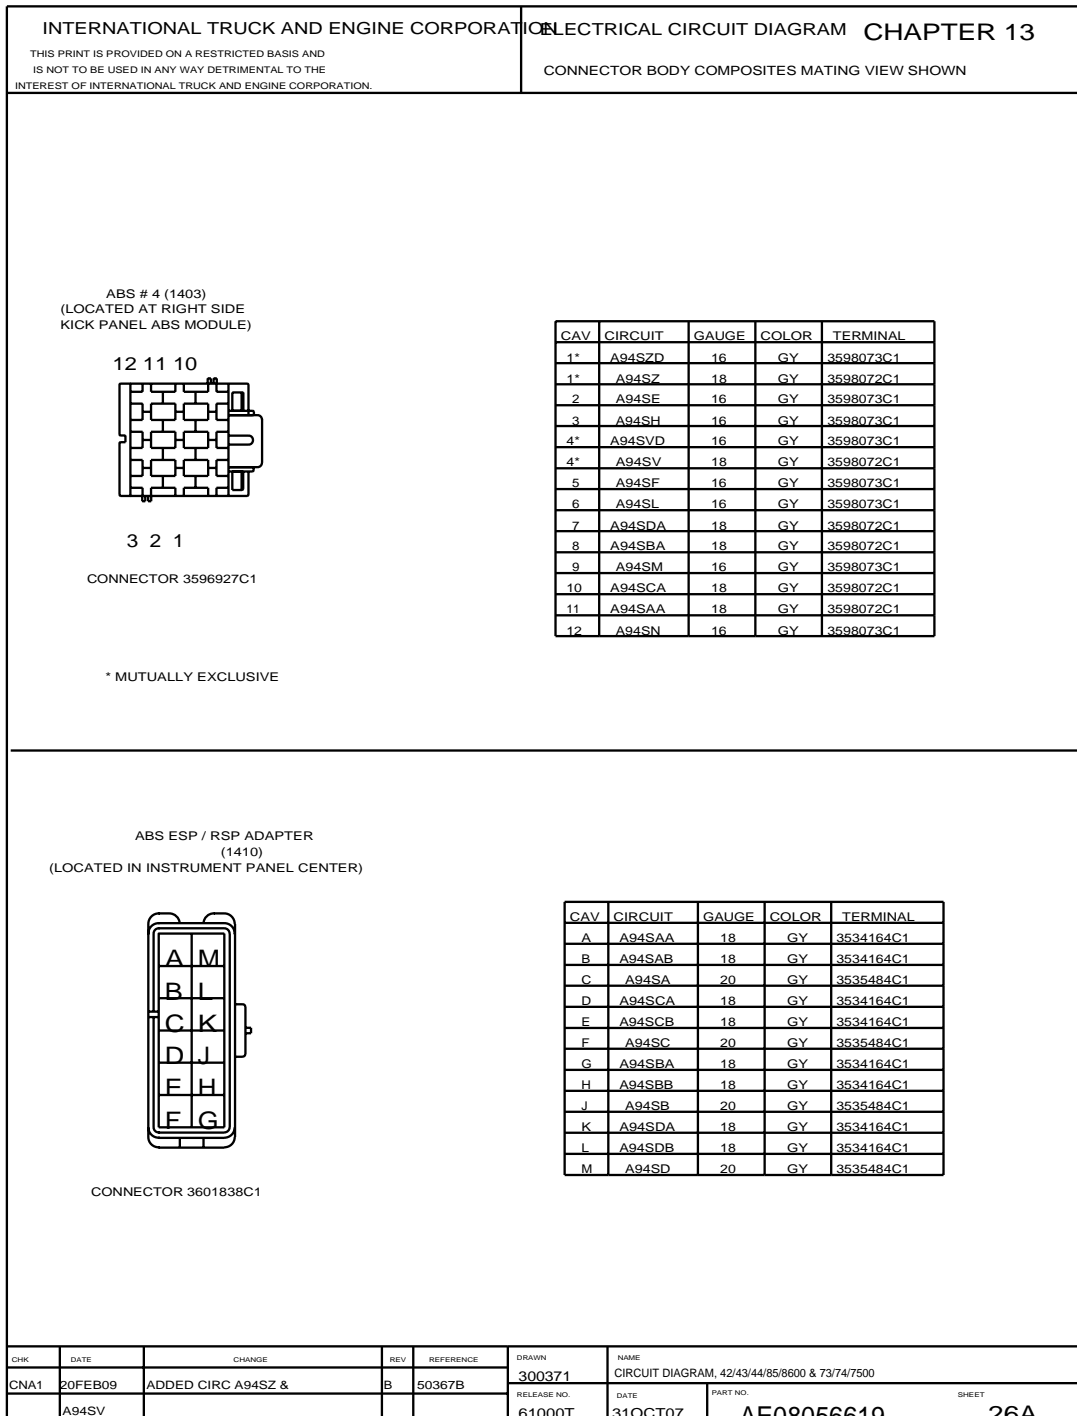 INTERNATIONAL TRUCK AND ENGINE CORPORATION
THIS PRINT IS PROVIDED ON A RESTRICTED BASIS AND
IS NOT TO BE USED IN ANY WAY DETRIMENTAL TO THE
INTEREST OF INTERNATIONAL TRUCK AND ENGINE CORPORATION.
ELECTRICAL CIRCUIT DIAGRAM CHAPTER 13
CONNECTOR BODY COMPOSITES MATING VIEW SHOWN
ABS # 4 (1403)
(LOCATED AT RIGHT SIDE
KICK PANEL ABS MODULE)
12 11 10
3 2 1
CONNECTOR 3596927C1
* MUTUALLY EXCLUSIVE
CAV CIRCUIT GAUGE COLOR TERMINAL
1* A94SZD 16 GY 3598073C1
1* A94SZ 18 GY 3598072C1
2 A94SE 16 GY 3598073C1
3 A94SH 16 GY 3598073C1
4* A94SVD 16 GY 3598073C1
4* A94SV 18 GY 3598072C1
5 A94SF 16 GY 3598073C1
6 A94SL 16 GY 3598073C1
7 A94SDA 18 GY 3598072C1
8 A94SBA 18 GY 3598072C1
9 A94SM 16 GY 3598073C1
10 A94SCA 18 GY 3598072C1
11 A94SAA 18 GY 3598072C1
12 A94SN 16 GY 3598073C1
ABS ESP / RSP ADAPTER
(1410)
(LOCATED IN INSTRUMENT PANEL CENTER)
A M
B L
C K
D J
E H
F G
CONNECTOR 3601838C1
CAV CIRCUIT GAUGE COLOR TERMINAL
A A94SAA 18 GY 3534164C1
B A94SAB 18 GY 3534164C1
C A94SA 20 GY 3535484C1
D A94SCA 18 GY 3534164C1
E A94SCB 18 GY 3534164C1
F A94SC 20 GY 3535484C1
G A94SBA 18 GY 3534164C1
H A94SBB 18 GY 3534164C1
J A94SB 20 GY 3535484C1
K A94SDA 18 GY 3534164C1
L A94SDB 18 GY 3534164C1
M A94SD 20 GY 3535484C1
CHK DATE CHANGE REV REFERENCE
CNA1 20FEB09 ADDED CIRC A94SZ & B 50367B
A94SV
DRAWN
300371
NAME
CIRCUIT DIAGRAM, 42/43/44/85/8600 & 73/74/7500
RELEASE NO.
61000T
DATE
31OCT07
PART NO.
AE08056619
SHEET
26A